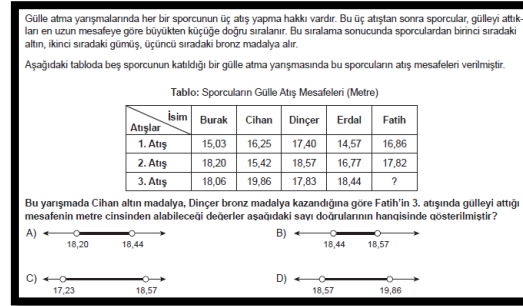 Gülle atma yarışmalarında her bir sporcunun üç atış yapma hakkı vardır. Bu üç atıştan sonra sporcular, gülleyi attık-
ları en uzun mesafeye göre büyükten küçüğe doğru sıralanır. Bu sıralama sonucunda sporculardan birinci sıradaki
altın, ikinci sıradaki gümüş, üçüncü sıradaki bronz madalya alır.
Aşağıdaki tabloda beş sporcunun katıldığı bir gülle atma yarışmasında bu sporcuların atış mesafeleri verilmiştir.
Tablo: Sporcuların Gülle Atış Mesafeleri (Metre)
İsim Atışlar Burak Cihan Dinçer Erdal Fatih
1. Atış 15,03 16,25 17,40 14,57 16,86
2. Atış 18,20 15,42 18,57 16,77 17,82
3. Atış 18,06 19,86 17,83 18,44 ?
Bu yarışmada Cihan altın madalya, Dinçer bronz madalya kazandığına göre Fatih'in 3. atışında gülleyi attığı
mesafenin metre cinsinden alabileceği değerler aşağıdaki sayı doğrularının hangisinde gösterilmiştir?
A) 18,20 18,44
B) 18,44 18,57
C) 17,23 18,57
D) 18,57 19,86